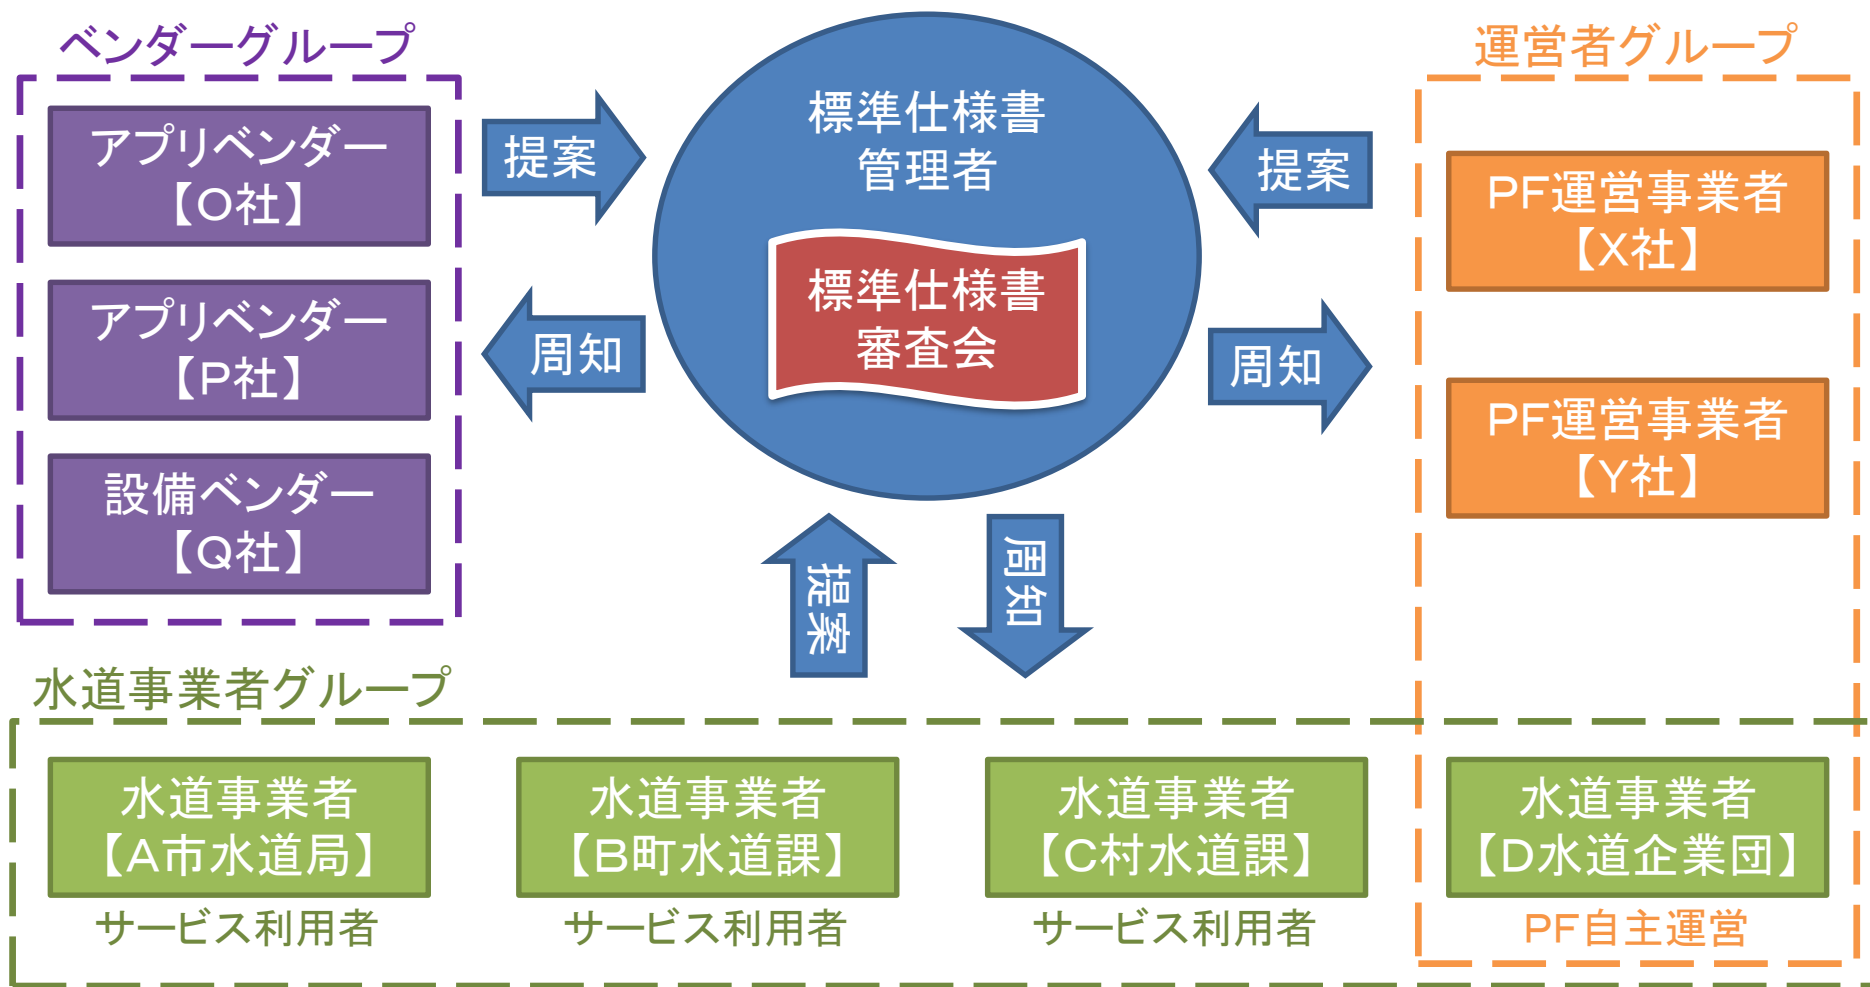 ベンダーグループ
アプリベンダー
【O社】
アプリベンダー
【P社】
設備ベンダー
【Q社】
提案
周知
標準仕様書
管理者
標準仕様書
審査会
提案
周知
提案
周知
運営者グループ
PF運営事業者
【X社】
PF運営事業者
【Y社】
水道事業者グループ
水道事業者
【A市水道局】
サービス利用者
水道事業者
【B町水道課】
サービス利用者
水道事業者
【C村水道課】
サービス利用者
水道事業者
【D水道企業団】
PF自主運営